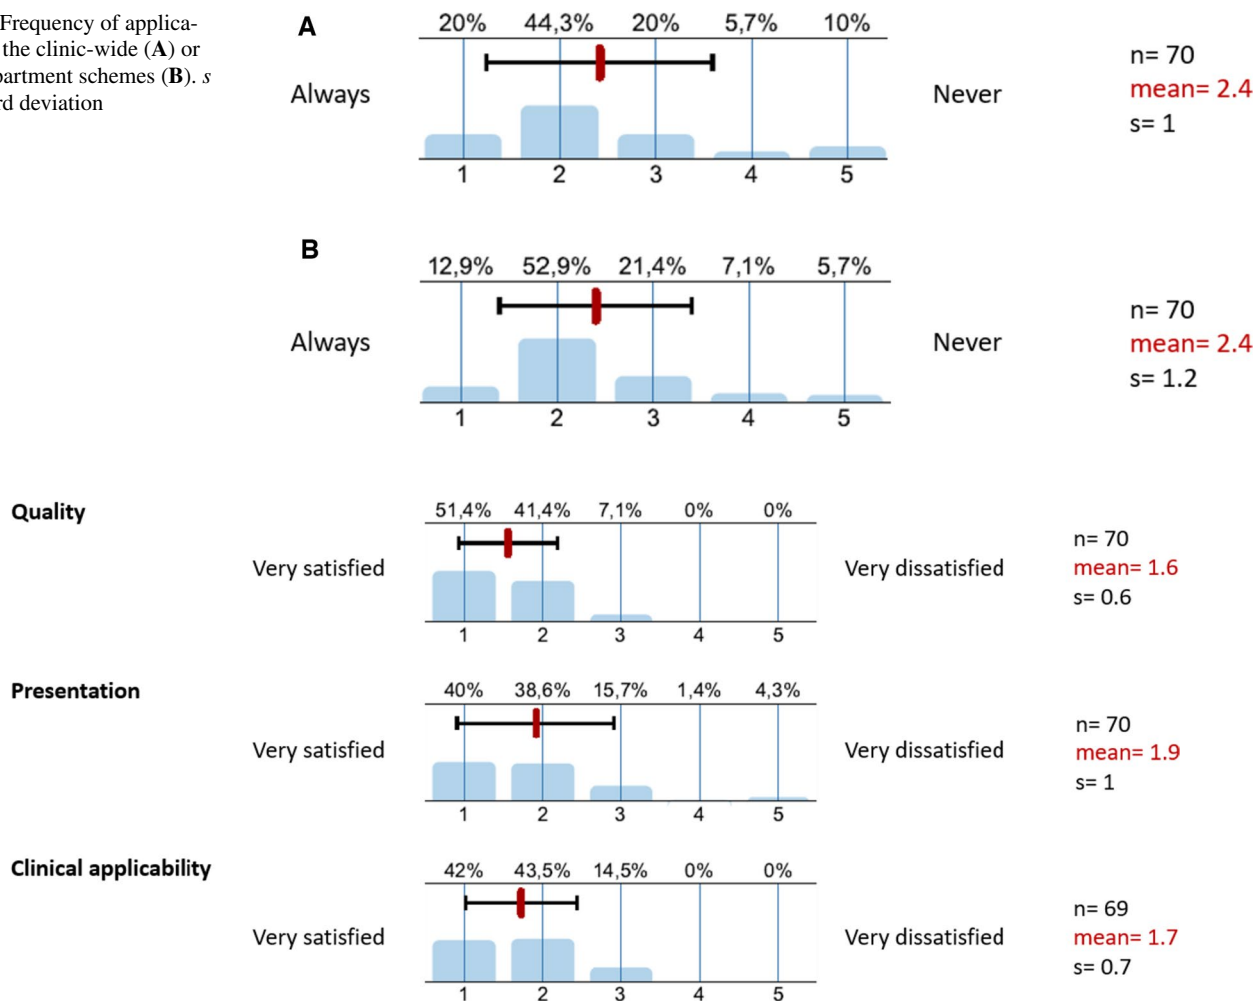 Frequency of applica-
the clinic-wide (A) or
partment schemes (B). s
rd deviation
A
20% 44,3% 20% 5,7% 10%
Always
Never
1 2 3 4 5
n= 70
mean= 2.4
s= 1
B
12,9% 52,9% 21,4% 7,1% 5,7%
Always
Never
1 2 3 4 5
n= 70
mean= 2.4
s= 1.2
Quality
51,4% 41,4% 7,1% 0% 0%
Very satisfied
Very dissatisfied
1 2 3 4 5
n= 70
mean= 1.6
s= 0.6
Presentation
40% 38,6% 15,7% 1,4% 4,3%
Very satisfied
Very dissatisfied
1 2 3 4 5
n= 70
mean= 1.9
s= 1
Clinical applicability
42% 43,5% 14,5% 0% 0%
Very satisfied
Very dissatisfied
1 2 3 4 5
n= 69
mean= 1.7
s= 0.7